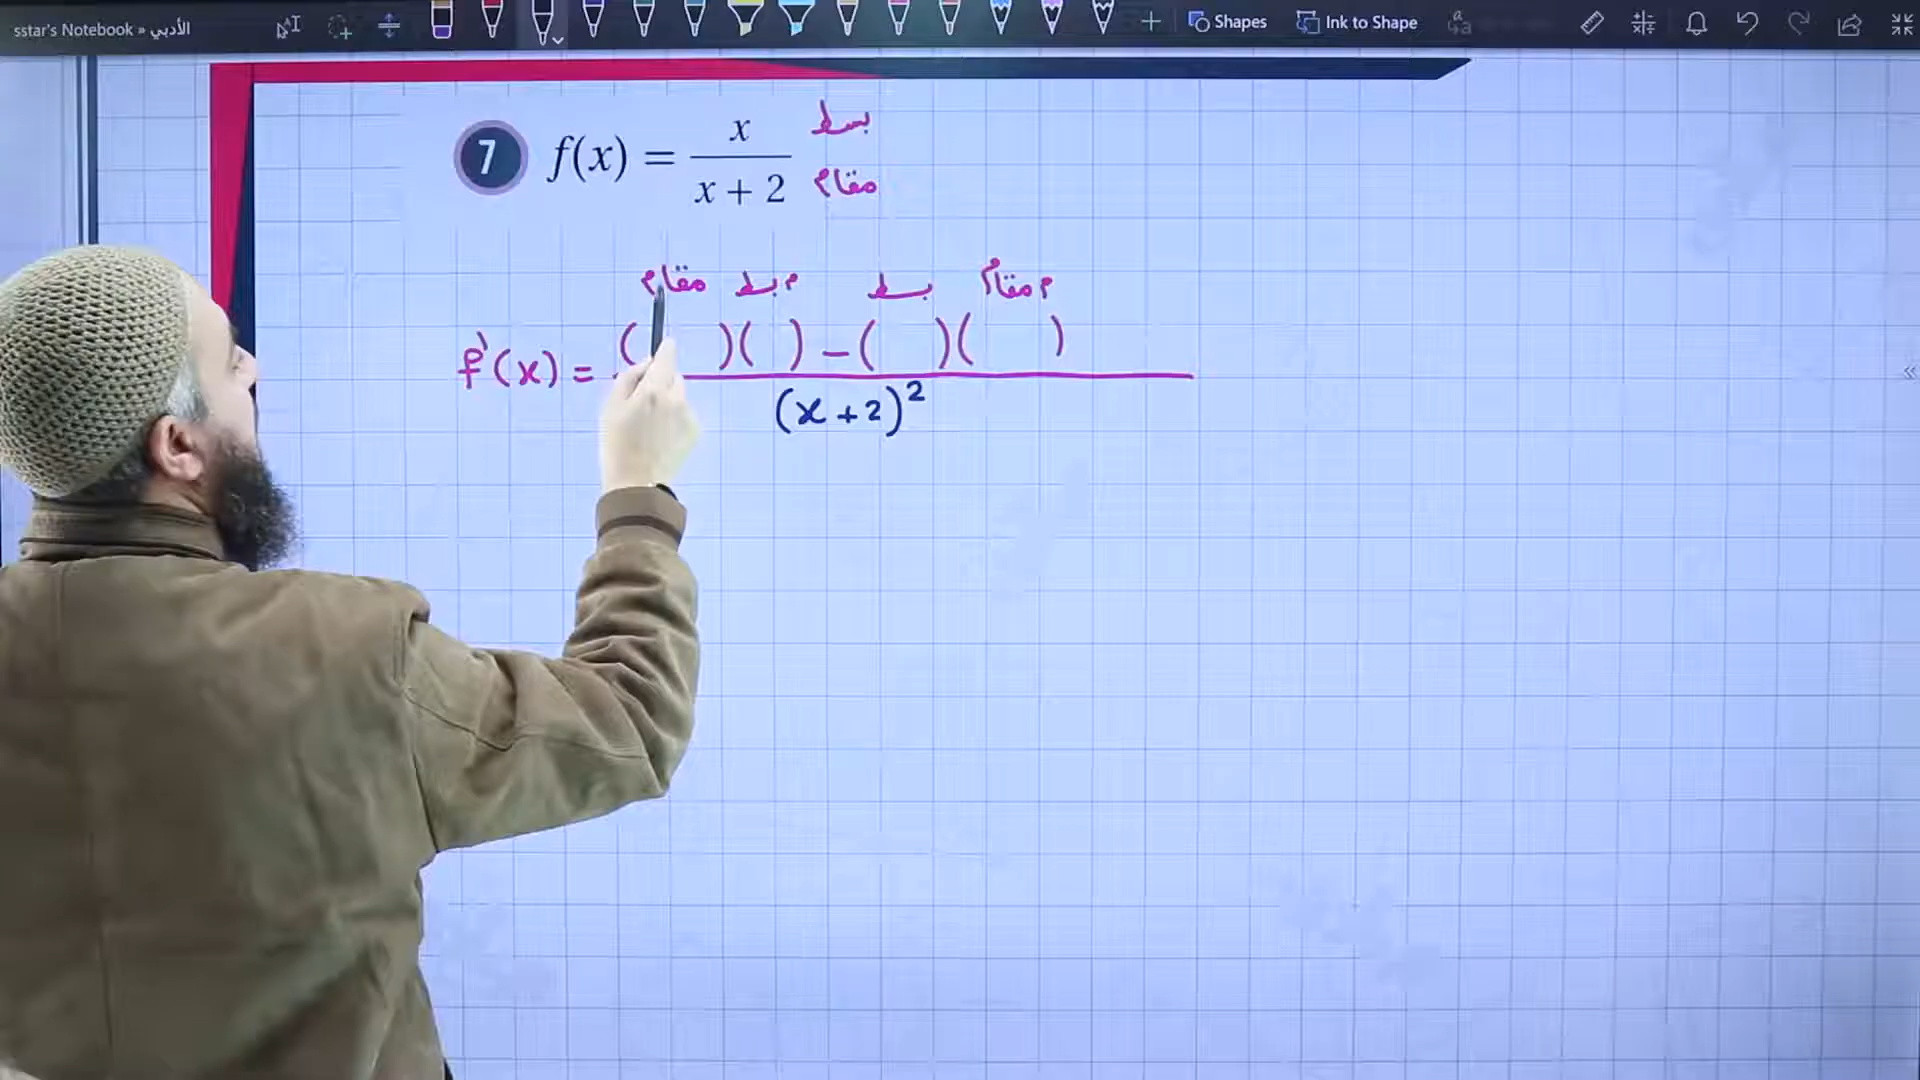 sstar's Notebook » الأدبي
Shapes
Ink to Shape
7 f(x) = x / (x + 2)
بسط
مقام
مقام م بسط بسط م مقام
f'(x) = ( )( ) - ( )( )
(x + 2)²